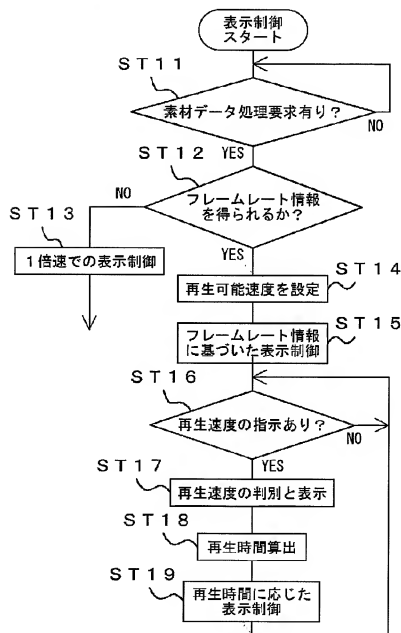 表示制御
スタート
ST11
素材データ処理要求有り?
NO
YES
ST12
フレームレート情報
を得られるか?
NO
ST13
1倍速での表示制御
YES
ST14
再生可能速度を設定
ST15
フレームレート情報
に基づいた表示制御
ST16
再生速度の指示あり?
NO
YES
ST17
再生速度の判別と表示
ST18
再生時間算出
ST19
再生時間に応じた
表示制御